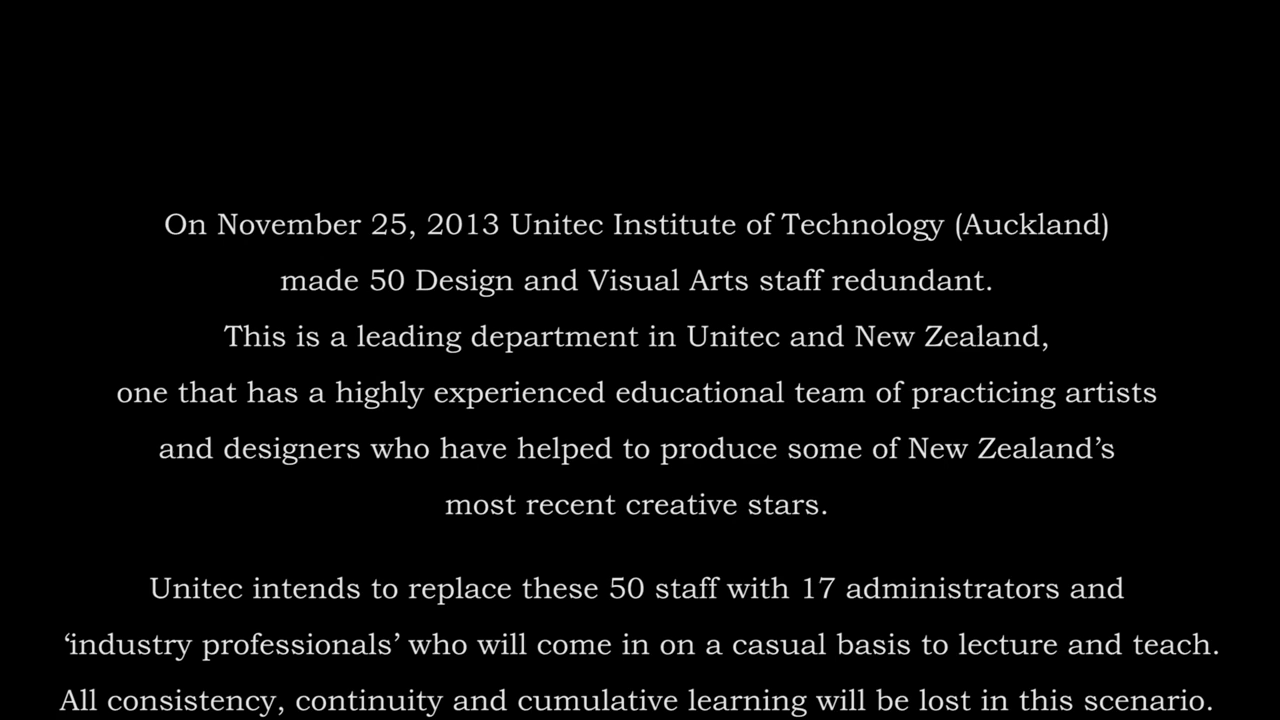 On November 25, 2013 Unitec Institute of Technology (Auckland)
made 50 Design and Visual Arts staff redundant.
This is a leading department in Unitec and New Zealand,
one that has a highly experienced educational team of practicing artists
and designers who have helped to produce some of New Zealand’s
most recent creative stars.
Unitec intends to replace these 50 staff with 17 administrators and
‘industry professionals’ who will come in on a casual basis to lecture and teach.
All consistency, continuity and cumulative learning will be lost in this scenario.